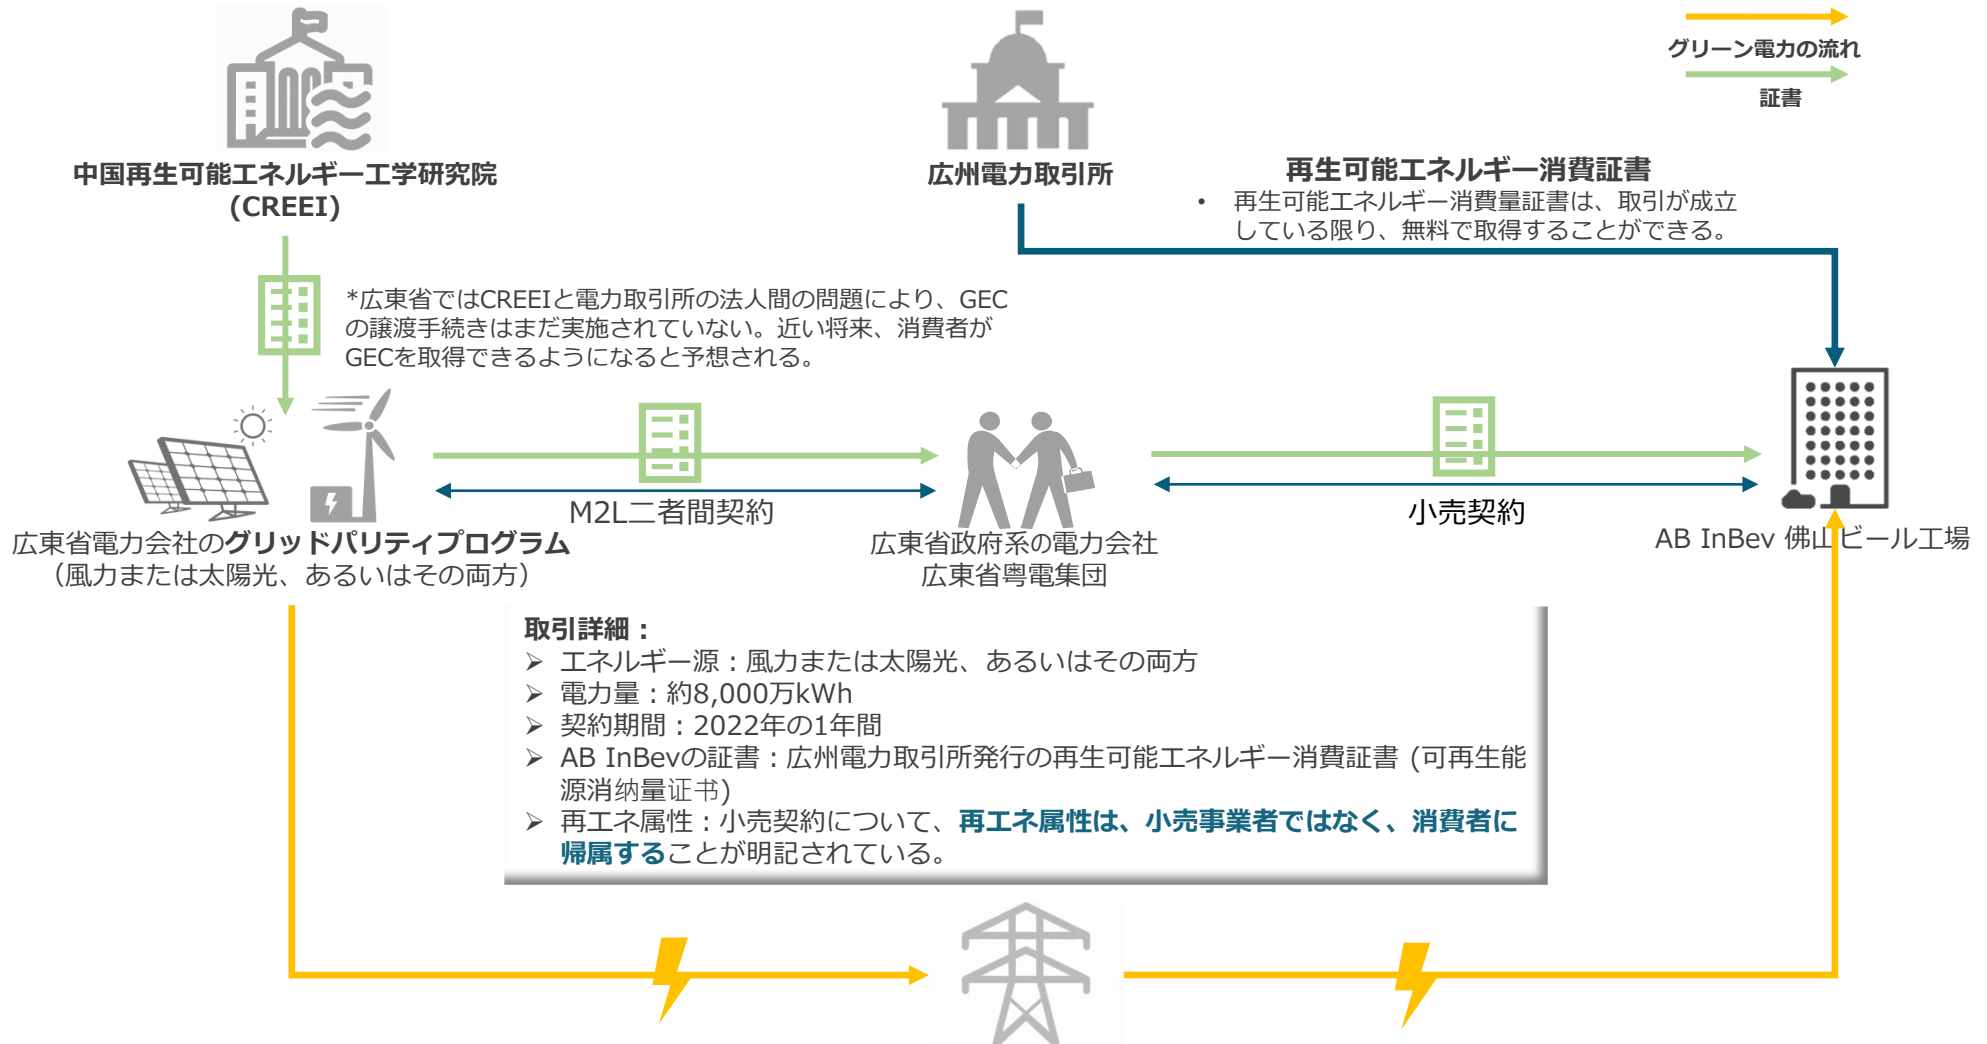 グリーン電力の流れ
証書
中国再生可能エネルギー工学研究院
(CREEI)
広州電力取引所
再生可能エネルギー消費証書
• 再生可能エネルギー消費量証書は、取引が成立
している限り、無料で取得することができる。
*広東省ではCREEIと電力取引所の法人間の問題により、GEC
の譲渡手続きはまだ実施されていない。近い将来、消費者が
GECを取得できるようになると予想される。
M2L二者間契約
小売契約
広東省電力会社のグリッドパリティプログラム
（風力または太陽光、あるいはその両方）
広東省政府系の電力会社
広東省粤電集団
AB InBev 佛山ビール工場
取引詳細：
➢ エネルギー源：風力または太陽光、あるいはその両方
➢ 電力量：約8,000万kWh
➢ 契約期間：2022年の1年間
➢ AB InBevの証書：広州電力取引所発行の再生可能エネルギー消費証書 (可再生能
源消纳量证书)
➢ 再エネ属性：小売契約について、再エネ属性は、小売事業者ではなく、消費者に
帰属することが明記されている。